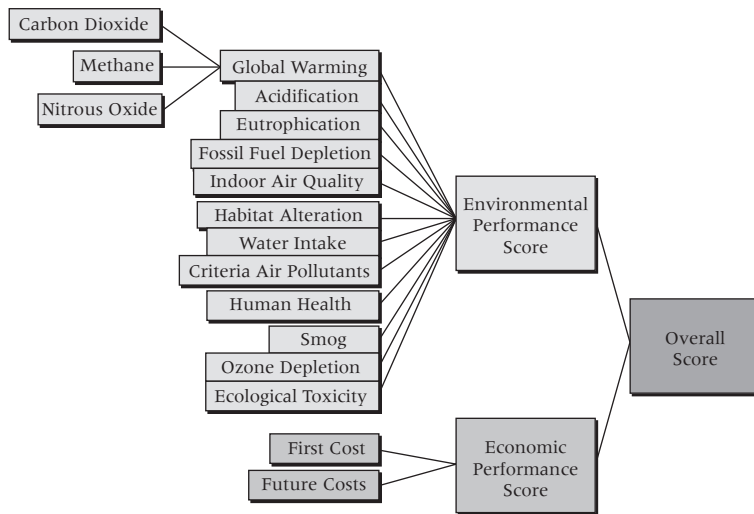 Carbon Dioxide
Methane
Nitrous Oxide
Global Warming
Acidification
Eutrophication
Fossil Fuel Depletion
Indoor Air Quality
Habitat Alteration
Water Intake
Criteria Air Pollutants
Human Health
Smog
Ozone Depletion
Ecological Toxicity
First Cost
Future Costs
Environmental
Performance
Score
Economic
Performance
Score
Overall
Score